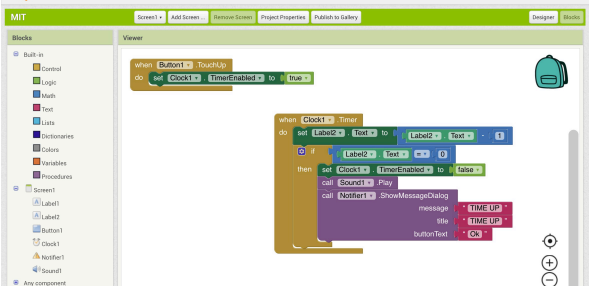 MIT
Screen1
Add Screen ...
Remove Screen
Project Properties
Publish to Gallery
Designer
Blocks
Blocks
Viewer
Built-in
Control
Logic
Math
Text
Lists
Dictionaries
Colors
Variables
Procedures
Screen1
Label1
Label2
Button1
Clock1
Notifier1
Sound1
Any component
when Button1 .TouchUp
do set Clock1 . TimerEnabled to true
when Clock1 .Timer
do set Label2 . Text to Label2 . Text - 1
if Label2 . Text = 0
then set Clock1 . TimerEnabled to false
call Sound1 .Play
call Notifier1 .ShowMessageDialog
message " TIME UP "
title " TIME UP "
buttonText " Ok "